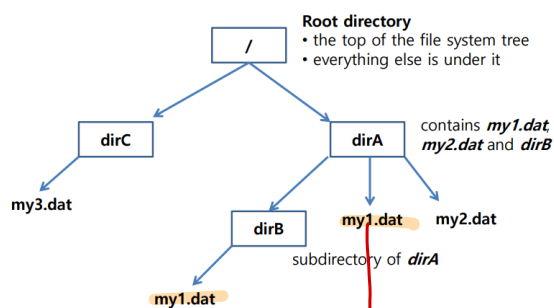 Root directory
• the top of the file system tree
• everything else is under it
/
dirC
dirA
contains my1.dat,
my2.dat and dirB
my3.dat
dirB
my1.dat
my2.dat
subdirectory of dirA
my1.dat